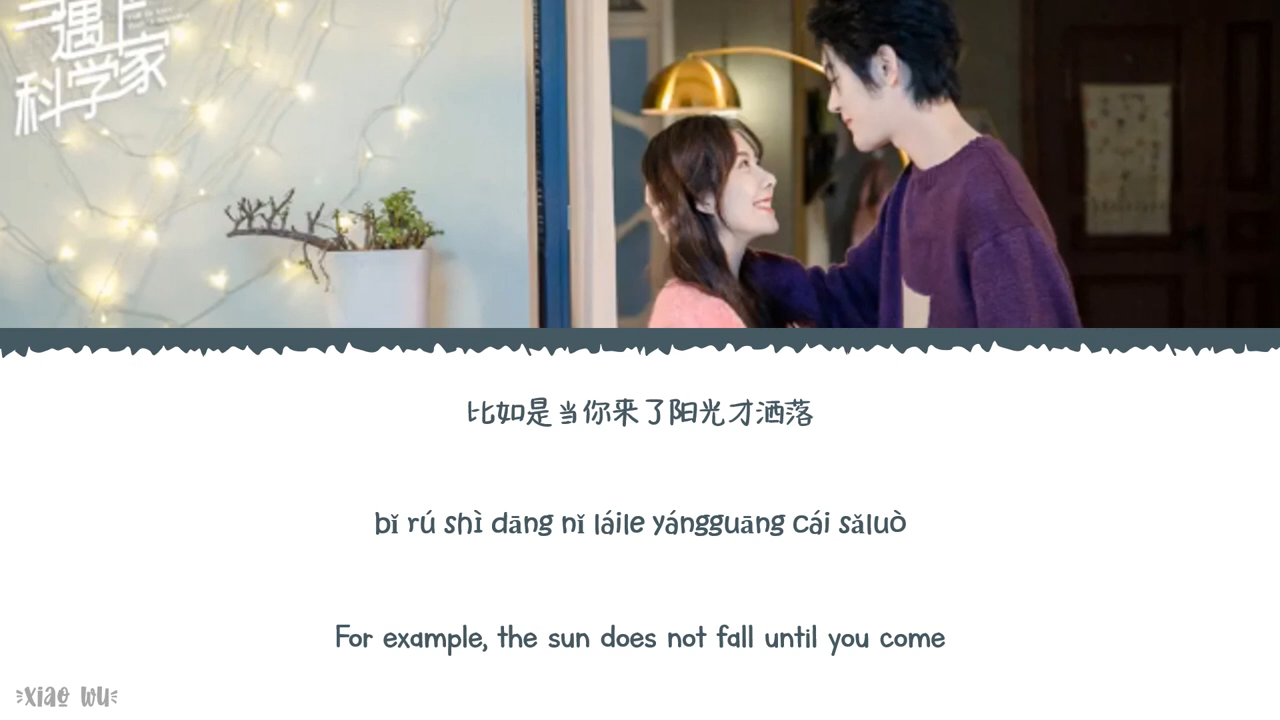 遇上
科学家
比如是当你来了阳光才洒落
bǐ rú shì dāng nǐ láile yángguāng cái sǎluò
For example, the sun does not fall until you come
xiao wu